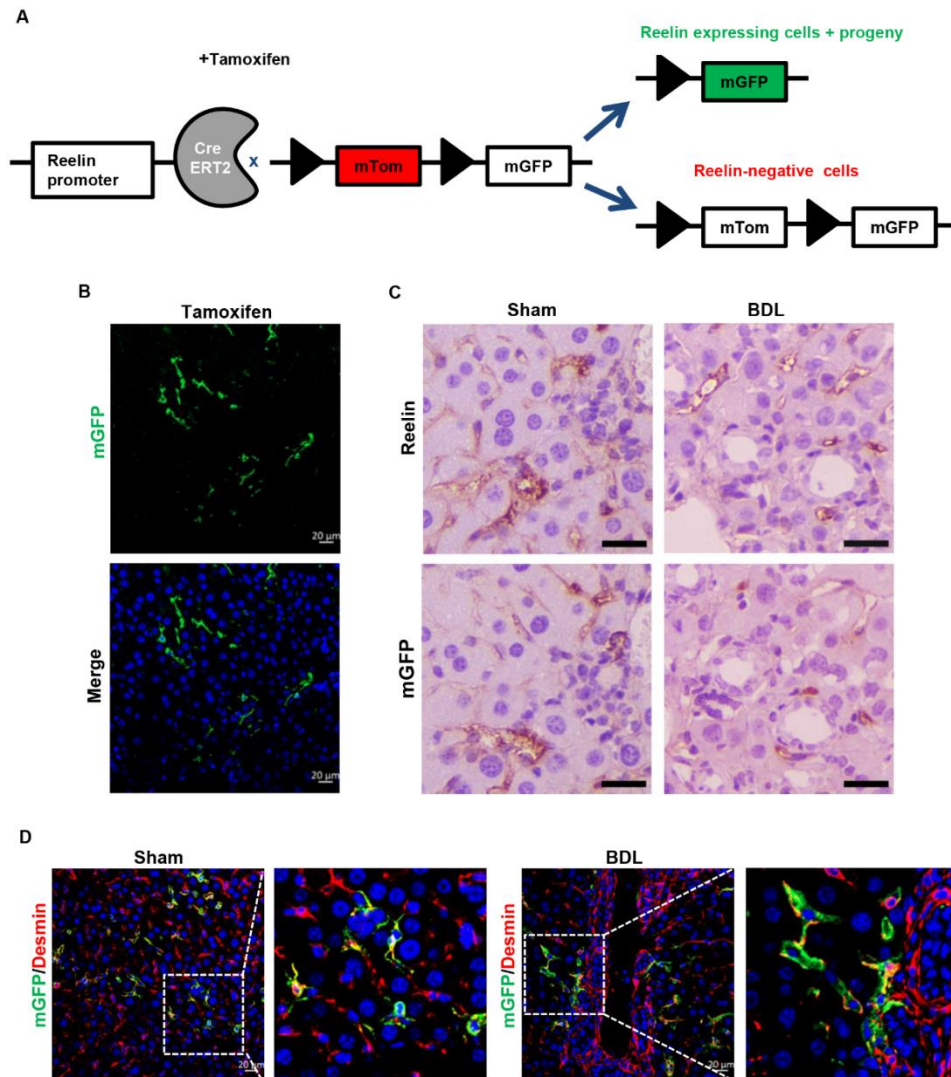 A
+Tamoxifen
Reelin expressing cells + progeny
mGFP
Reelin
promoter
Cre
ERT2
x
mTom
mGFP
Reelin-negative cells
mTom
mGFP
B
Tamoxifen
mGFP
20 µm
Merge
20 µm
C
Sham
BDL
Reelin
mGFP
D
Sham
BDL
mGFP/Desmin
20 µm
mGFP/Desmin
20 µm